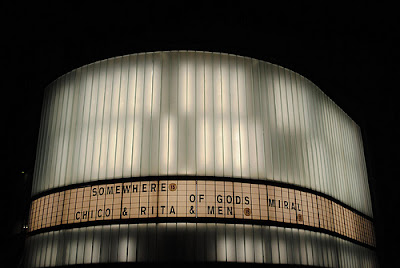 SOMEWHERE OF GODS MIRAL
CHICO & RITA & MEN